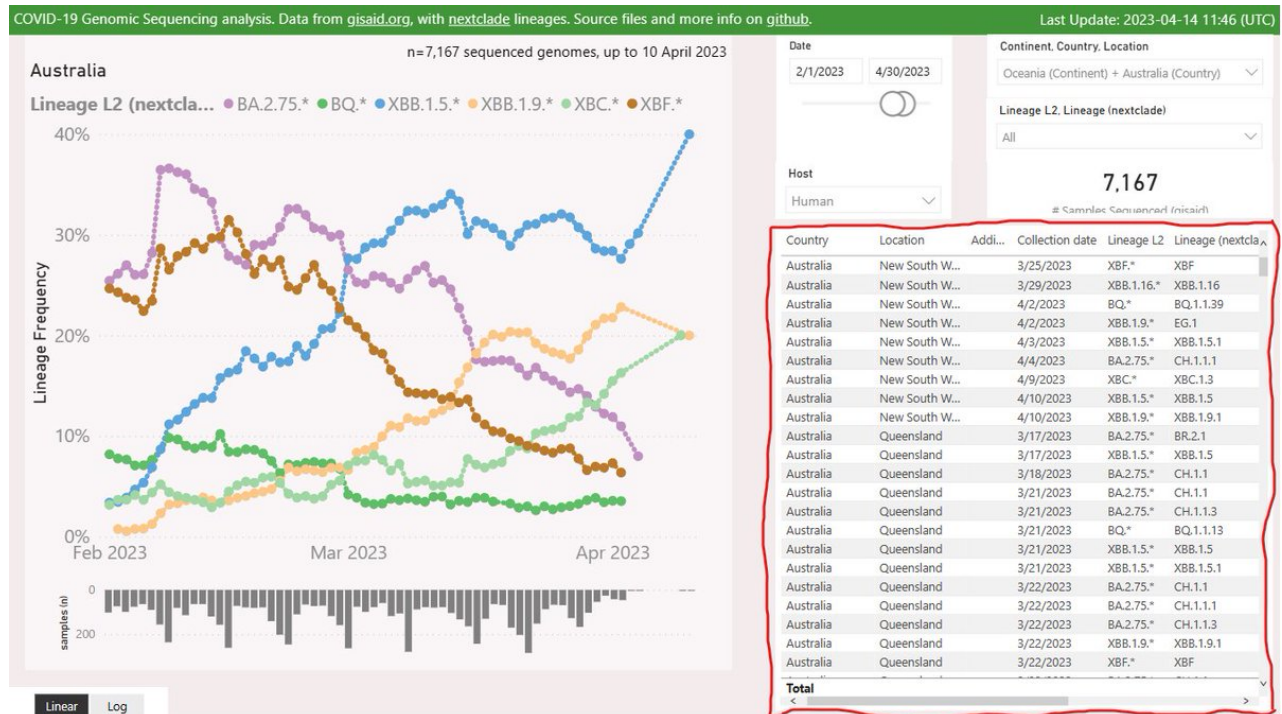 COVID-19 Genomic Sequencing analysis. Data from gisaid.org, with nextclade lineages. Source files and more info on github.
Last Update: 2023-04-14 11:46 (UTC)
n=7,167 sequenced genomes, up to 10 April 2023
Australia
Lineage L2 (nextcla... BA.2.75.* BQ.* XBB.1.5.* XBB.1.9.* XBC.* XBF.*
40%
30%
20%
10%
0%
Lineage Frequency
Feb 2023 Mar 2023 Apr 2023
0
200
samples (n)
Linear Log
Date
2/1/2023 4/30/2023
Host
Human
Continent, Country, Location
Oceania (Continent) + Australia (Country)
Lineage L2, Lineage (nextclade)
All
7,167
# Samples Sequenced (gisaid)
Country Location Addi... Collection date Lineage L2 Lineage (nextcla
Australia New South W... 3/25/2023 XBF.* XBF
Australia New South W... 3/29/2023 XBB.1.16.* XBB.1.16
Australia New South W... 4/2/2023 BQ.* BQ.1.1.39
Australia New South W... 4/2/2023 XBB.1.9.* EG.1
Australia New South W... 4/3/2023 XBB.1.5.* XBB.1.5.1
Australia New South W... 4/4/2023 BA.2.75.* CH.1.1.1
Australia New South W... 4/9/2023 XBC.* XBC.1.3
Australia New South W... 4/10/2023 XBB.1.5.* XBB.1.5
Australia New South W... 4/10/2023 XBB.1.9.* XBB.1.9.1
Australia Queensland 3/17/2023 BA.2.75.* BR.2.1
Australia Queensland 3/17/2023 XBB.1.5.* XBB.1.5
Australia Queensland 3/18/2023 BA.2.75.* CH.1.1
Australia Queensland 3/21/2023 BA.2.75.* CH.1.1
Australia Queensland 3/21/2023 BA.2.75.* CH.1.1.3
Australia Queensland 3/21/2023 BQ.* BQ.1.1.13
Australia Queensland 3/21/2023 XBB.1.5.* XBB.1.5
Australia Queensland 3/21/2023 XBB.1.5.* XBB.1.5.1
Australia Queensland 3/22/2023 BA.2.75.* CH.1.1
Australia Queensland 3/22/2023 BA.2.75.* CH.1.1.1
Australia Queensland 3/22/2023 BA.2.75.* CH.1.1.3
Australia Queensland 3/22/2023 XBB.1.9.* XBB.1.9.1
Australia Queensland 3/22/2023 XBF.* XBF
Total